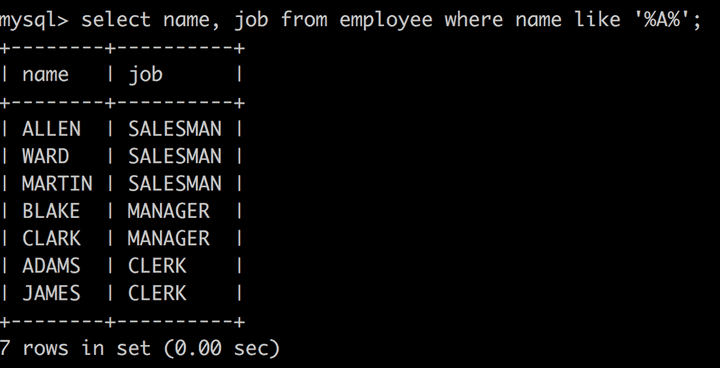 mysql> select name, job from employee where name like '%A%';
+--------+----------+
| name   | job      |
+--------+----------+
| ALLEN  | SALESMAN |
| WARD   | SALESMAN |
| MARTIN | SALESMAN |
| BLAKE  | MANAGER  |
| CLARK  | MANAGER  |
| ADAMS  | CLERK    |
| JAMES  | CLERK    |
+--------+----------+
7 rows in set (0.00 sec)